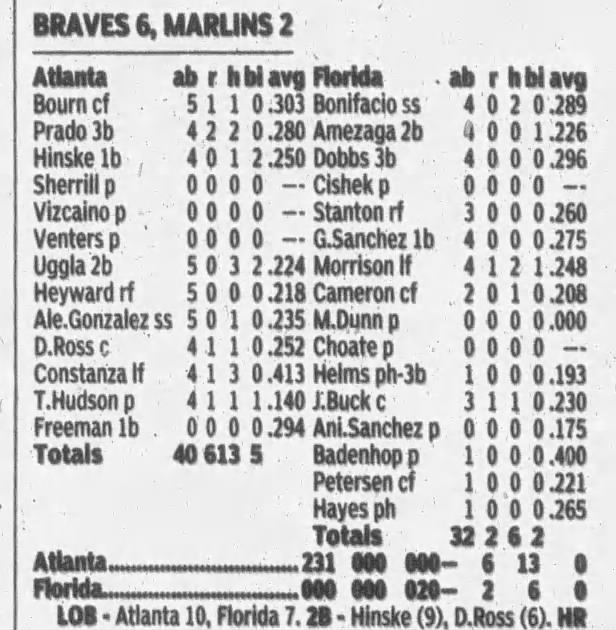 BRAVES 6, MARLINS 2
Atlanta ab r h bi avg Florida ab r h bi avg
Bourn cf 5 1 1 0 .303 Bonifacio ss 4 0 2 0 .289
Prado 3b 4 2 2 0 .280 Amezaga 2b 4 0 0 1 .226
Hinske 1b 4 0 1 2 .250 Dobbs 3b 4 0 0 0 .296
Sherrill p 0 0 0 0 --- Cishek p 0 0 0 0 ---
Vizcaino p 0 0 0 0 --- Stanton rf 3 0 0 0 .260
Venters p 0 0 0 0 --- G.Sanchez 1b 4 0 0 0 .275
Uggla 2b 5 0 3 2 .224 Morrison lf 4 1 2 1 .248
Heyward rf 5 0 0 0 .218 Cameron cf 2 0 1 0 .208
Ale.Gonzalez ss 5 0 1 0 .235 M.Dunn p 0 0 0 0 .000
D.Ross c 4 1 1 0 .252 Choate p 0 0 0 0 ---
Constanza lf 4 1 3 0 .413 Helms ph-3b 1 0 0 0 .193
T.Hudson p 4 1 1 1 .140 J.Buck c 3 1 1 0 .230
Freeman 1b 0 0 0 0 .294 Ani.Sanchez p 0 0 0 0 .175
Totals 40 6 13 5 Badenhop p 1 0 0 0 .400
Petersen cf 1 0 0 0 .221
Hayes ph 1 0 0 0 .265
Totals 32 2 6 2
Atlanta..............................231 000 000— 6 13 0
Florida..............................000 000 020— 2 6 0
LOB - Atlanta 10, Florida 7. 2B - Hinske (9), D.Ross (6). HR